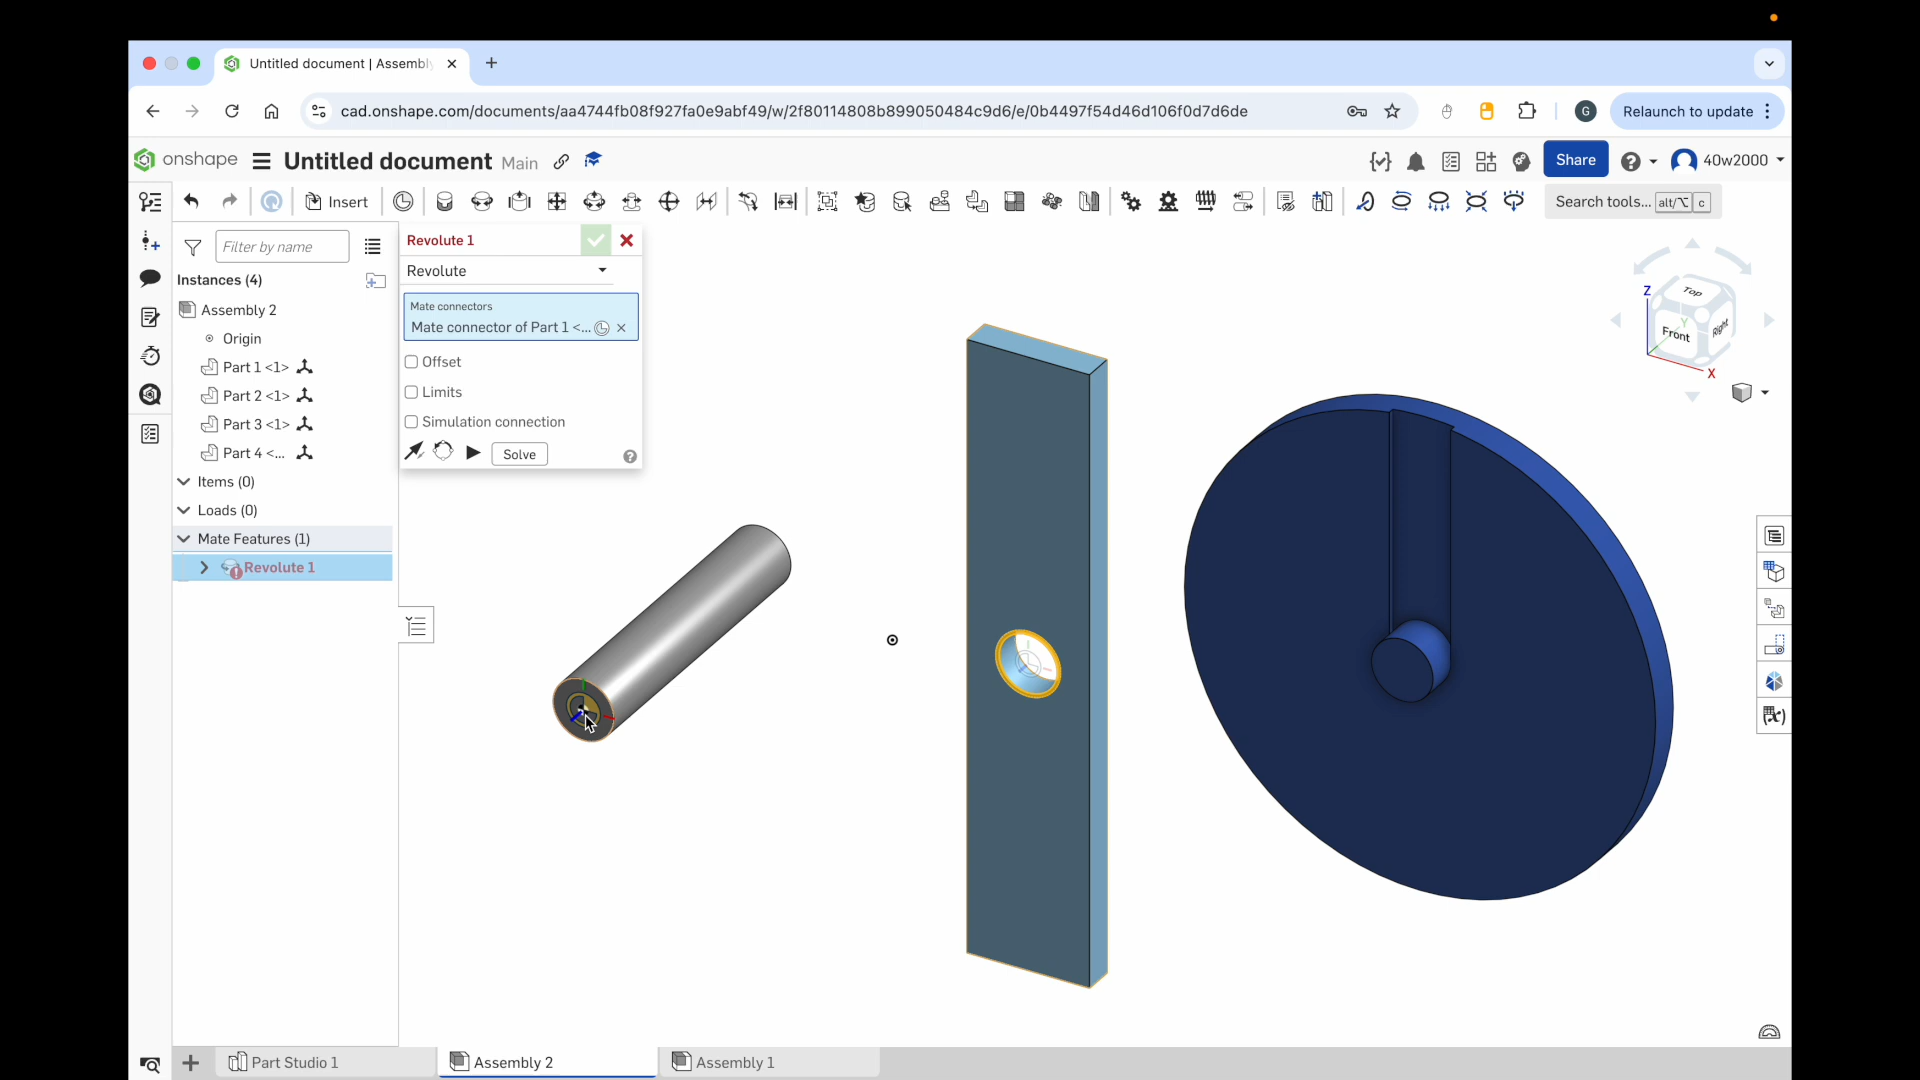 Untitled document | Assembl
cad.onshape.com/documents/aa4744fb08f927fa0e9abf49/w/2f80114808b899050484c9d6/e/0b4497f54d46d106f0d7d6de
G
Relaunch to update
onshape
Untitled document Main
Share
40w2000
Insert
Search tools... alt/⌥ c
Filter by name
Instances (4)
Assembly 2
Origin
Part 1 <1>
Part 2 <1>
Part 3 <1>
Part 4 <...
Items (0)
Loads (0)
Mate Features (1)
Revolute 1
Revolute 1
Revolute
Mate connectors
Mate connector of Part 1 <...
Offset
Limits
Simulation connection
Solve
Z
Top
Y
Front
Right
X
(x)
Part Studio 1
Assembly 2
Assembly 1